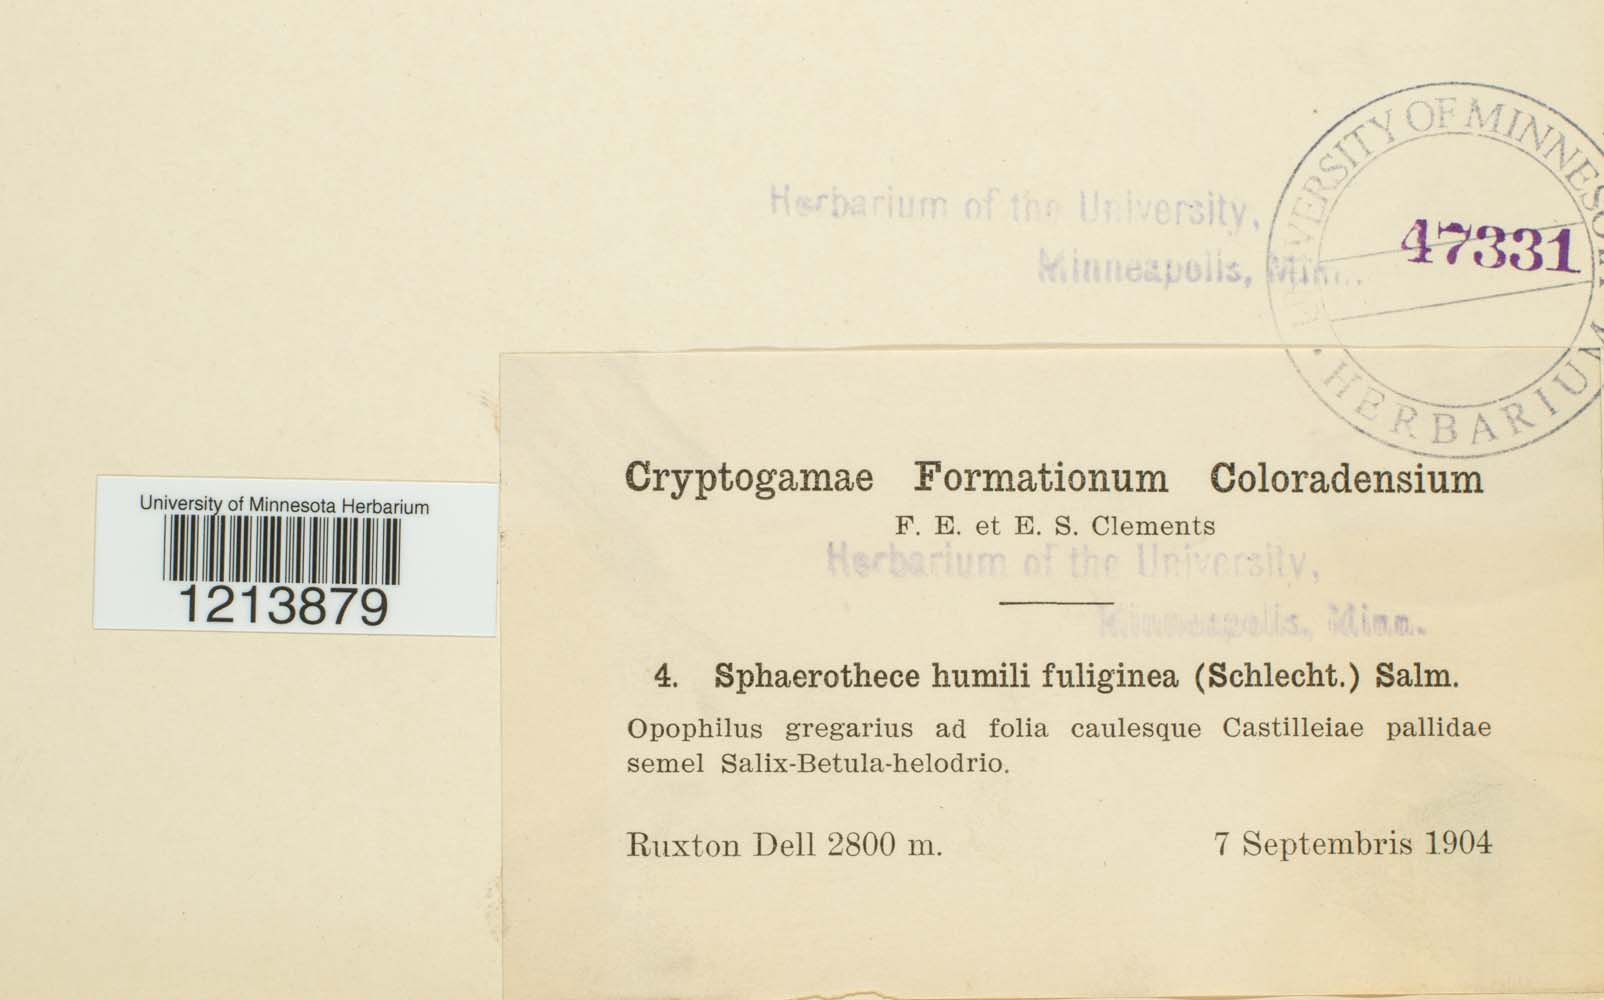 UNIVERSITY OF MINNESOTA
HERBARIUM
47331
Herbarium of the University,
Minneapolis, Minn.
University of Minnesota Herbarium
1213879
Cryptogamae Formationum Coloradensium
F. E. et E. S. Clements
Herbarium of the University,
Minneapolis, Minn.
4. Sphaerothece humili fuliginea (Schlecht.) Salm.
Opophilus gregarius ad folia caulesque Castilleiae pallidae
semel Salix-Betula-helodrio.
Ruxton Dell 2800 m. 7 Septembris 1904